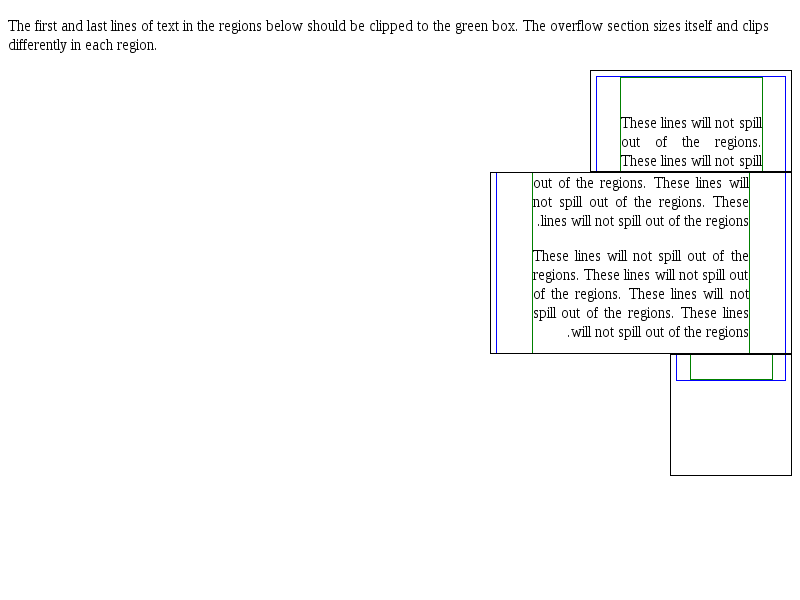 The first and last lines of text in the regions below should be clipped to the green box. The overflow section sizes itself and clips
differently in each region.
These lines will not spill
out of the regions.
These lines will not spill
out of the regions. These lines will
not spill out of the regions. These
.lines will not spill out of the regions
These lines will not spill out of the
regions. These lines will not spill out
of the regions. These lines will not
spill out of the regions. These lines
.will not spill out of the regions